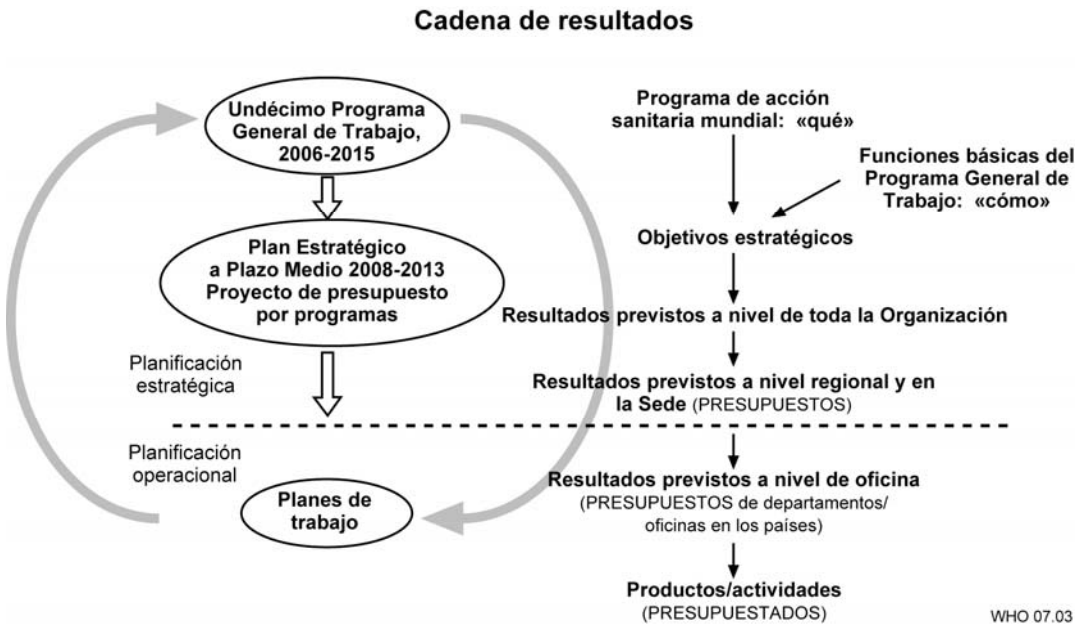 Cadena de resultados
Undécimo Programa
General de Trabajo,
2006-2015
Plan Estratégico
a Plazo Medio 2008-2013
Proyecto de presupuesto
por programas
Planificación
estratégica
Planificación
operacional
Planes de
trabajo
Programa de acción
sanitaria mundial: «qué»
Funciones básicas del
Programa General de
Trabajo: «cómo»
Objetivos estratégicos
Resultados previstos a nivel de toda la Organización
Resultados previstos a nivel regional y en
la Sede (PRESUPUESTOS)
Resultados previstos a nivel de oficina
(PRESUPUESTOS de departamentos/
oficinas en los países)
Productos/actividades
(PRESUPUESTADOS)
WHO 07.03